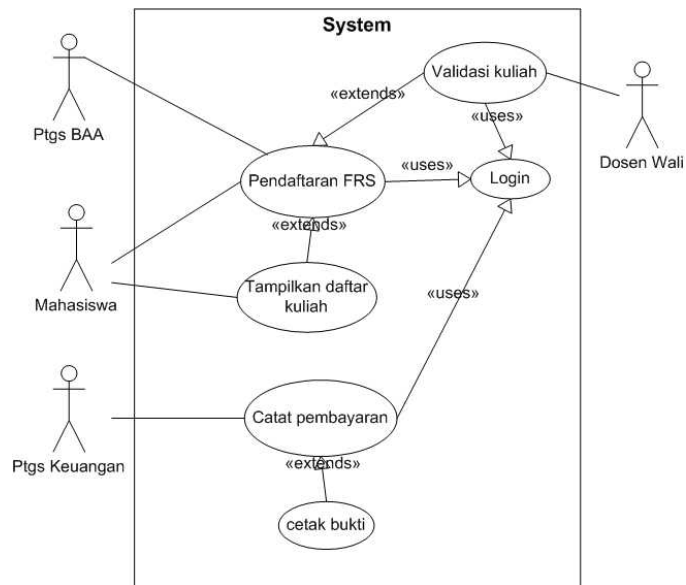 System
Validasi kuliah
«extends»
«uses»
Ptgs BAA
Dosen Wali
Pendaftaran FRS
«uses»
Login
«extends»
Mahasiswa
Tampilkan daftar
kuliah
«uses»
Catat pembayaran
Ptgs Keuangan
«extends»
cetak bukti